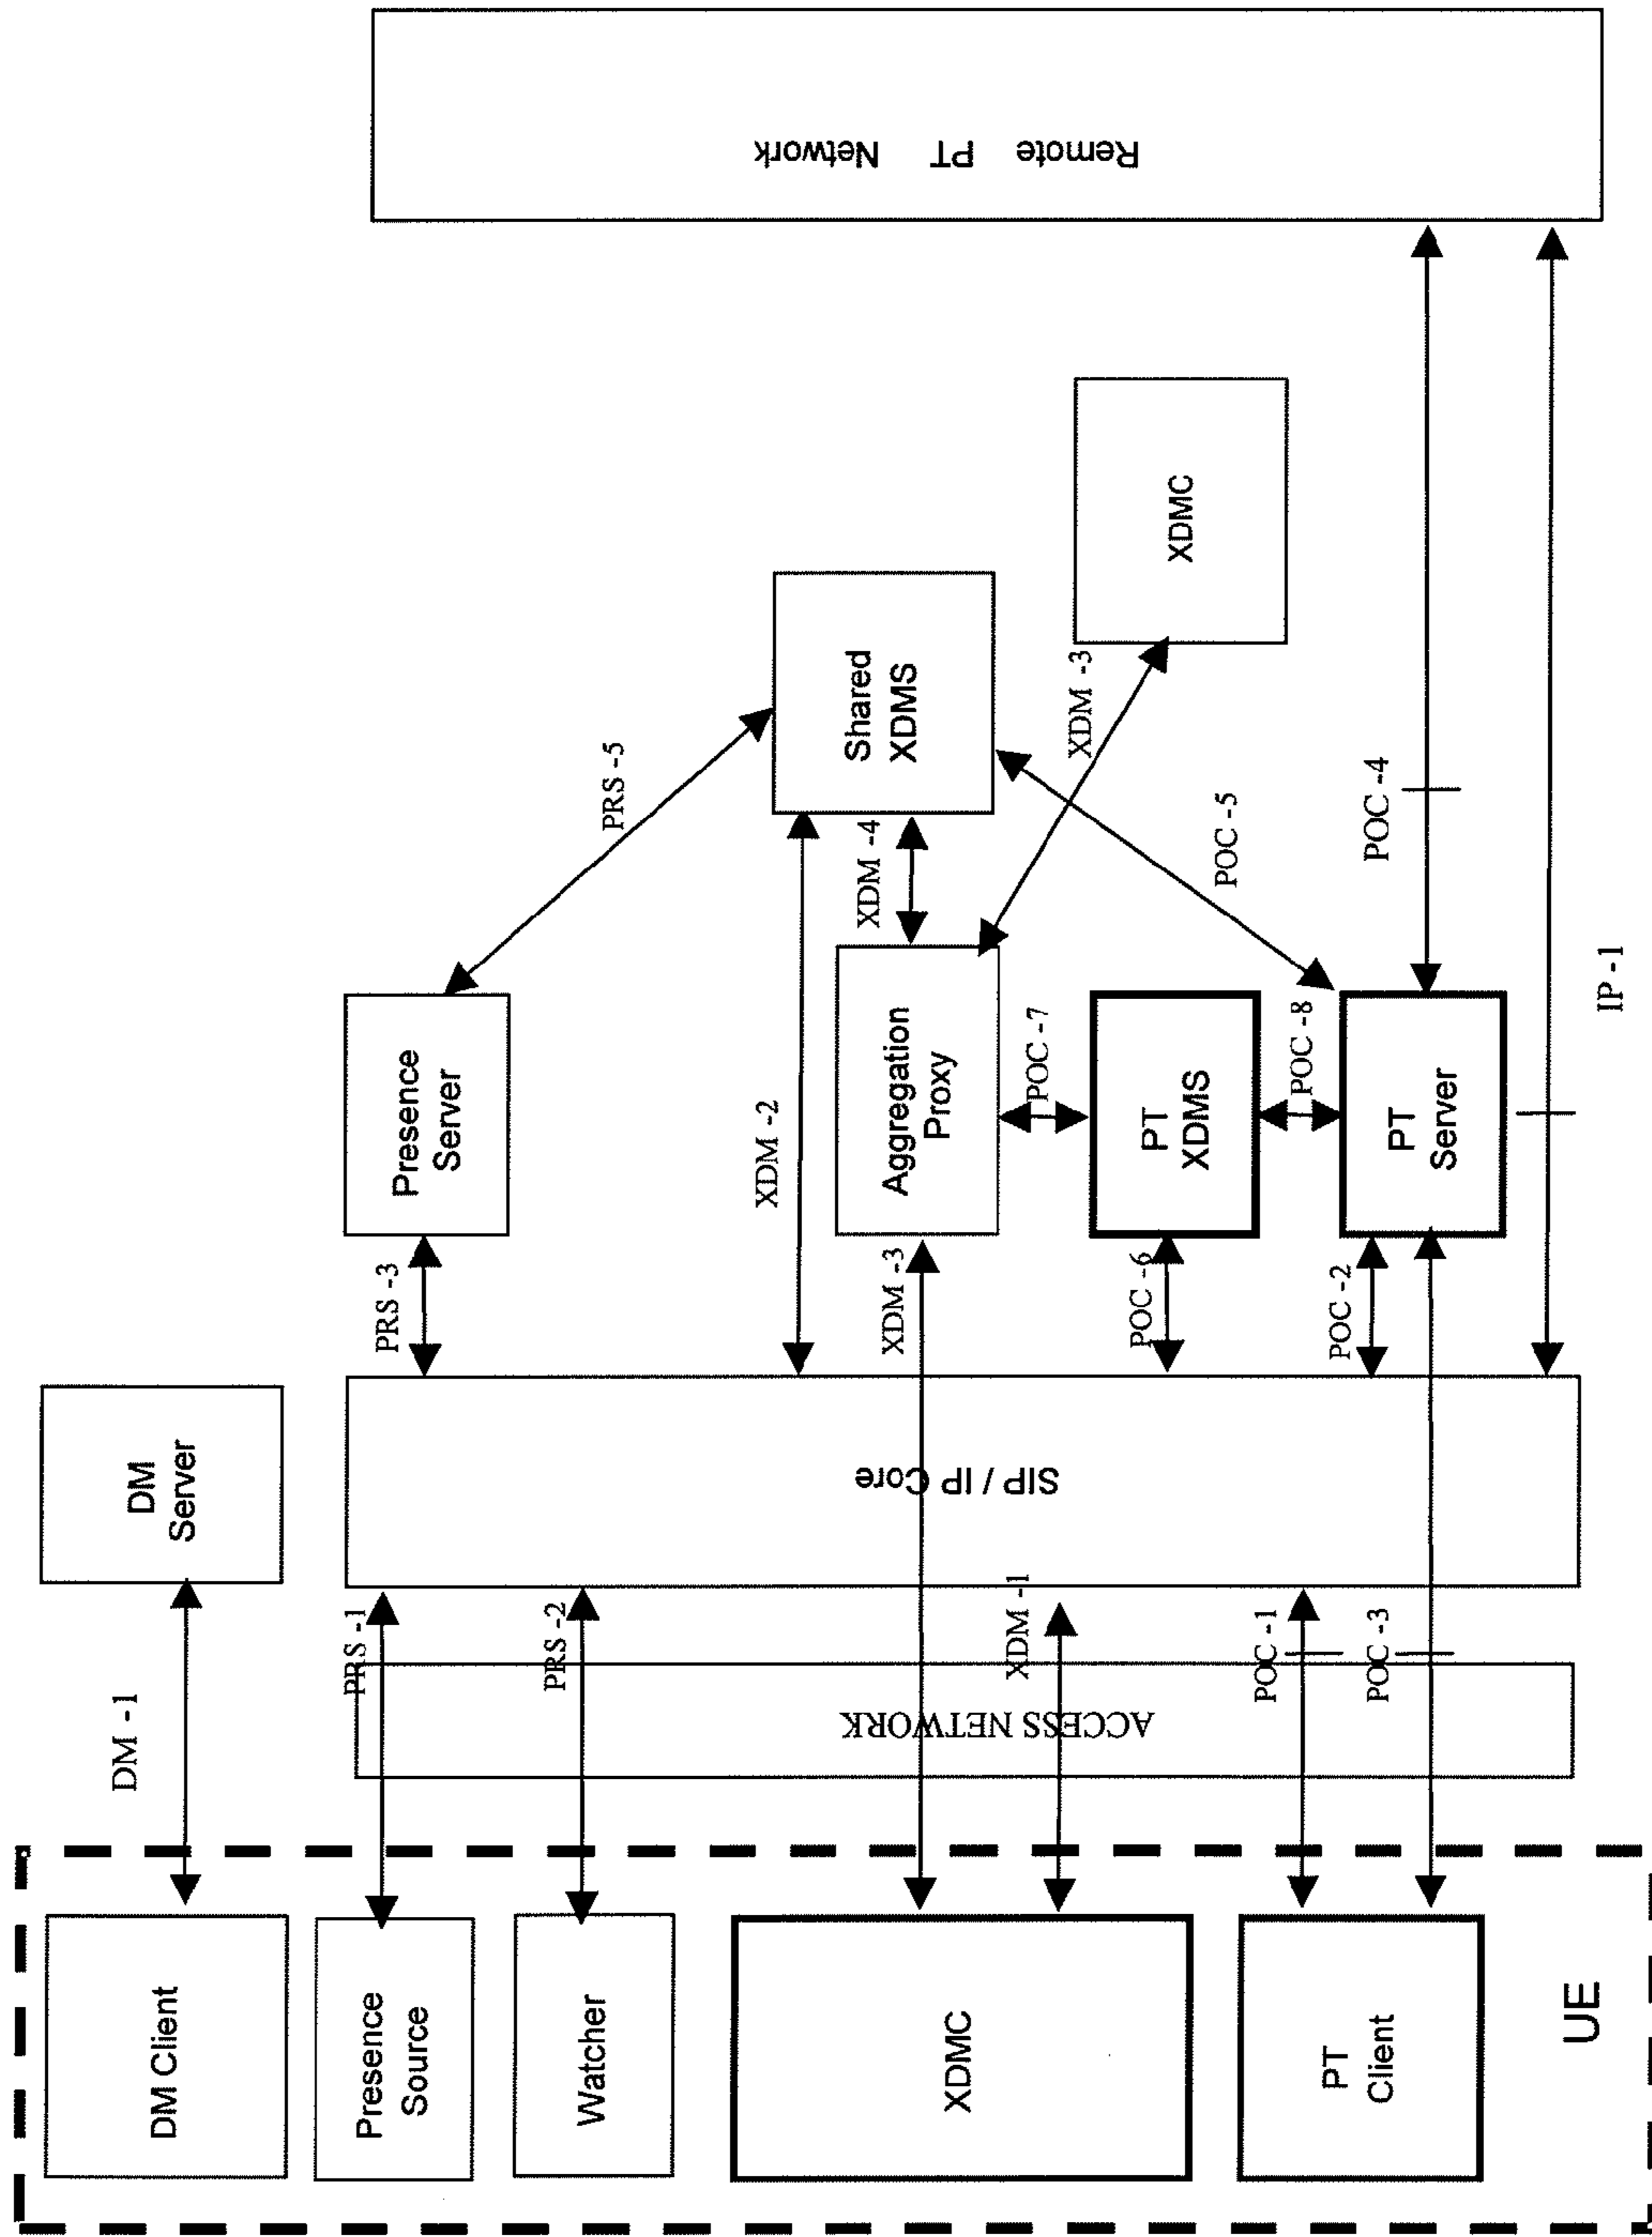 DM Client
DM -1
DM
Server
Presence
Source
PRS -1
PRS -3
Presence
Server
PRS -5
Watcher
PRS -2
XDM -2
Shared
XDMS
XDMC
XDM -3
Aggregation
Proxy
XDM -4
ACCESS NETWORK
SIP / IP Core
Remote PT Network
XDM -1
POC -7
XDM -3
XDMC
POC -6
PT
XDMS
POC -5
PT
Client
POC -1
POC -8
POC -3
POC -2
PT
Server
POC -4
UE
IP -1